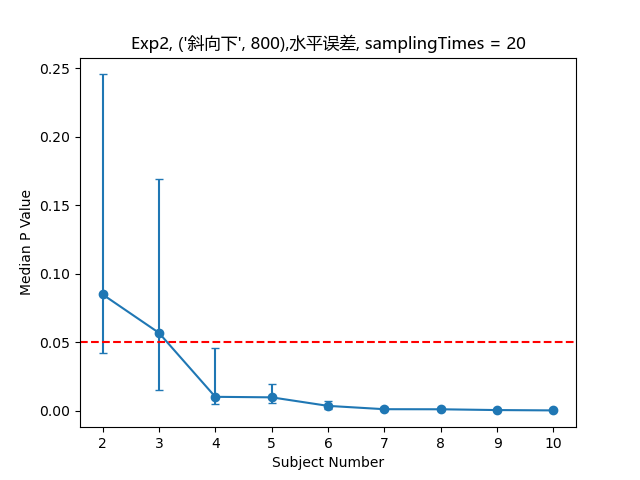 Exp2, ('斜向下', 800),水平误差, samplingTimes = 20
0.25
0.20
0.15
0.10
0.05
0.00
Median P Value
2 3 4 5 6 7 8 9 10
Subject Number